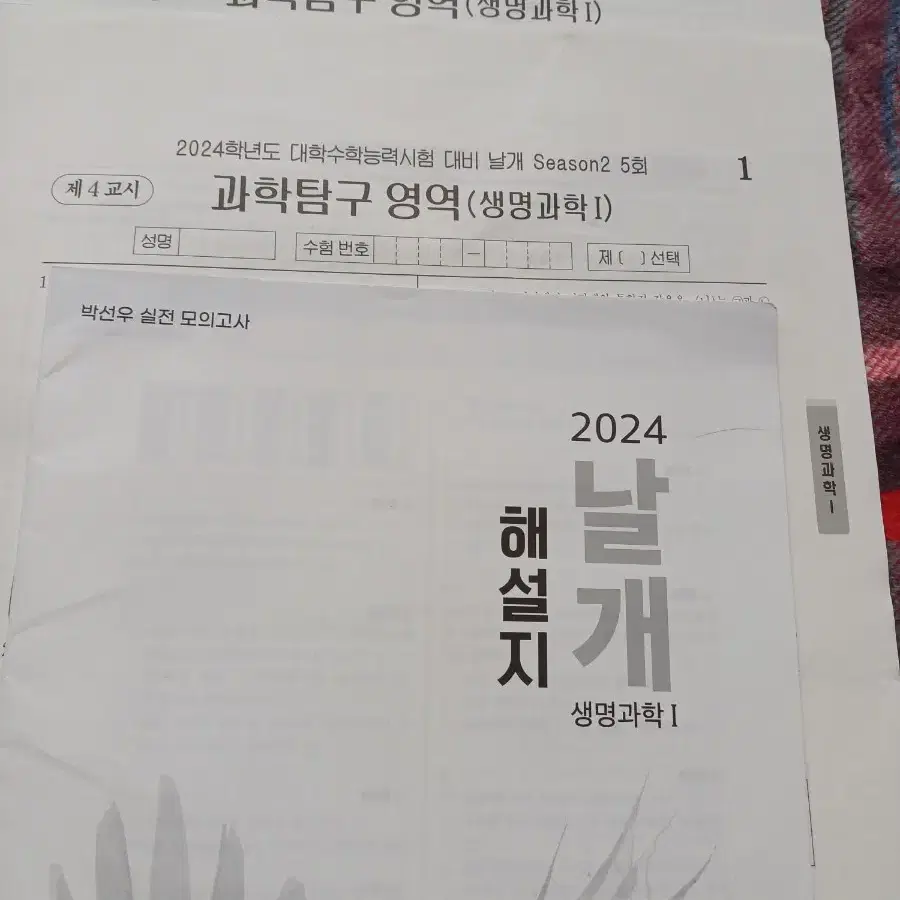 과학탐구 영역(생명과학 I)
2024학년도 대학수학능력시험 대비 날개 Season2 5회
1
제 4 교시
과학탐구 영역(생명과학 I)
성명
수험 번호
–
제 ( ) 선택
1
박선우 실전 모의고사
2024
날개
해설지
생명과학 I
생명과학 I